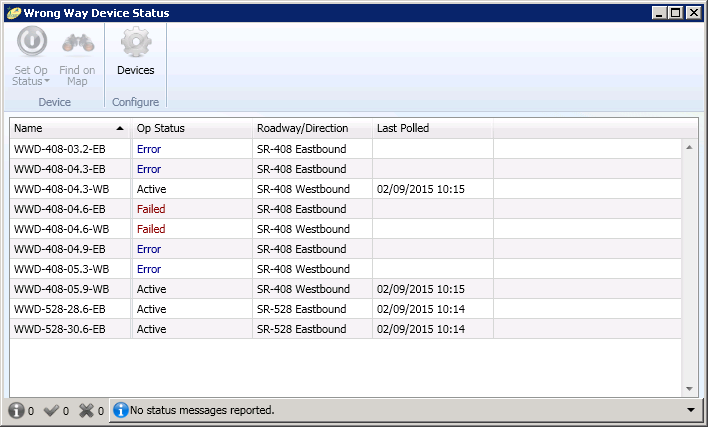 Wrong Way Device Status
Set Op Status
Find on Map
Devices
Device
Configure
Name Op Status Roadway/Direction Last Polled
WWD-408-03.2-EB Error SR-408 Eastbound
WWD-408-04.3-EB Error SR-408 Eastbound
WWD-408-04.3-WB Active SR-408 Westbound 02/09/2015 10:15
WWD-408-04.6-EB Failed SR-408 Eastbound
WWD-408-04.6-WB Failed SR-408 Westbound
WWD-408-04.9-EB Error SR-408 Eastbound
WWD-408-05.3-WB Error SR-408 Westbound
WWD-408-05.9-WB Active SR-408 Westbound 02/09/2015 10:15
WWD-528-28.6-EB Active SR-528 Eastbound 02/09/2015 10:14
WWD-528-30.6-EB Active SR-528 Eastbound 02/09/2015 10:14
0 0 0 No status messages reported.